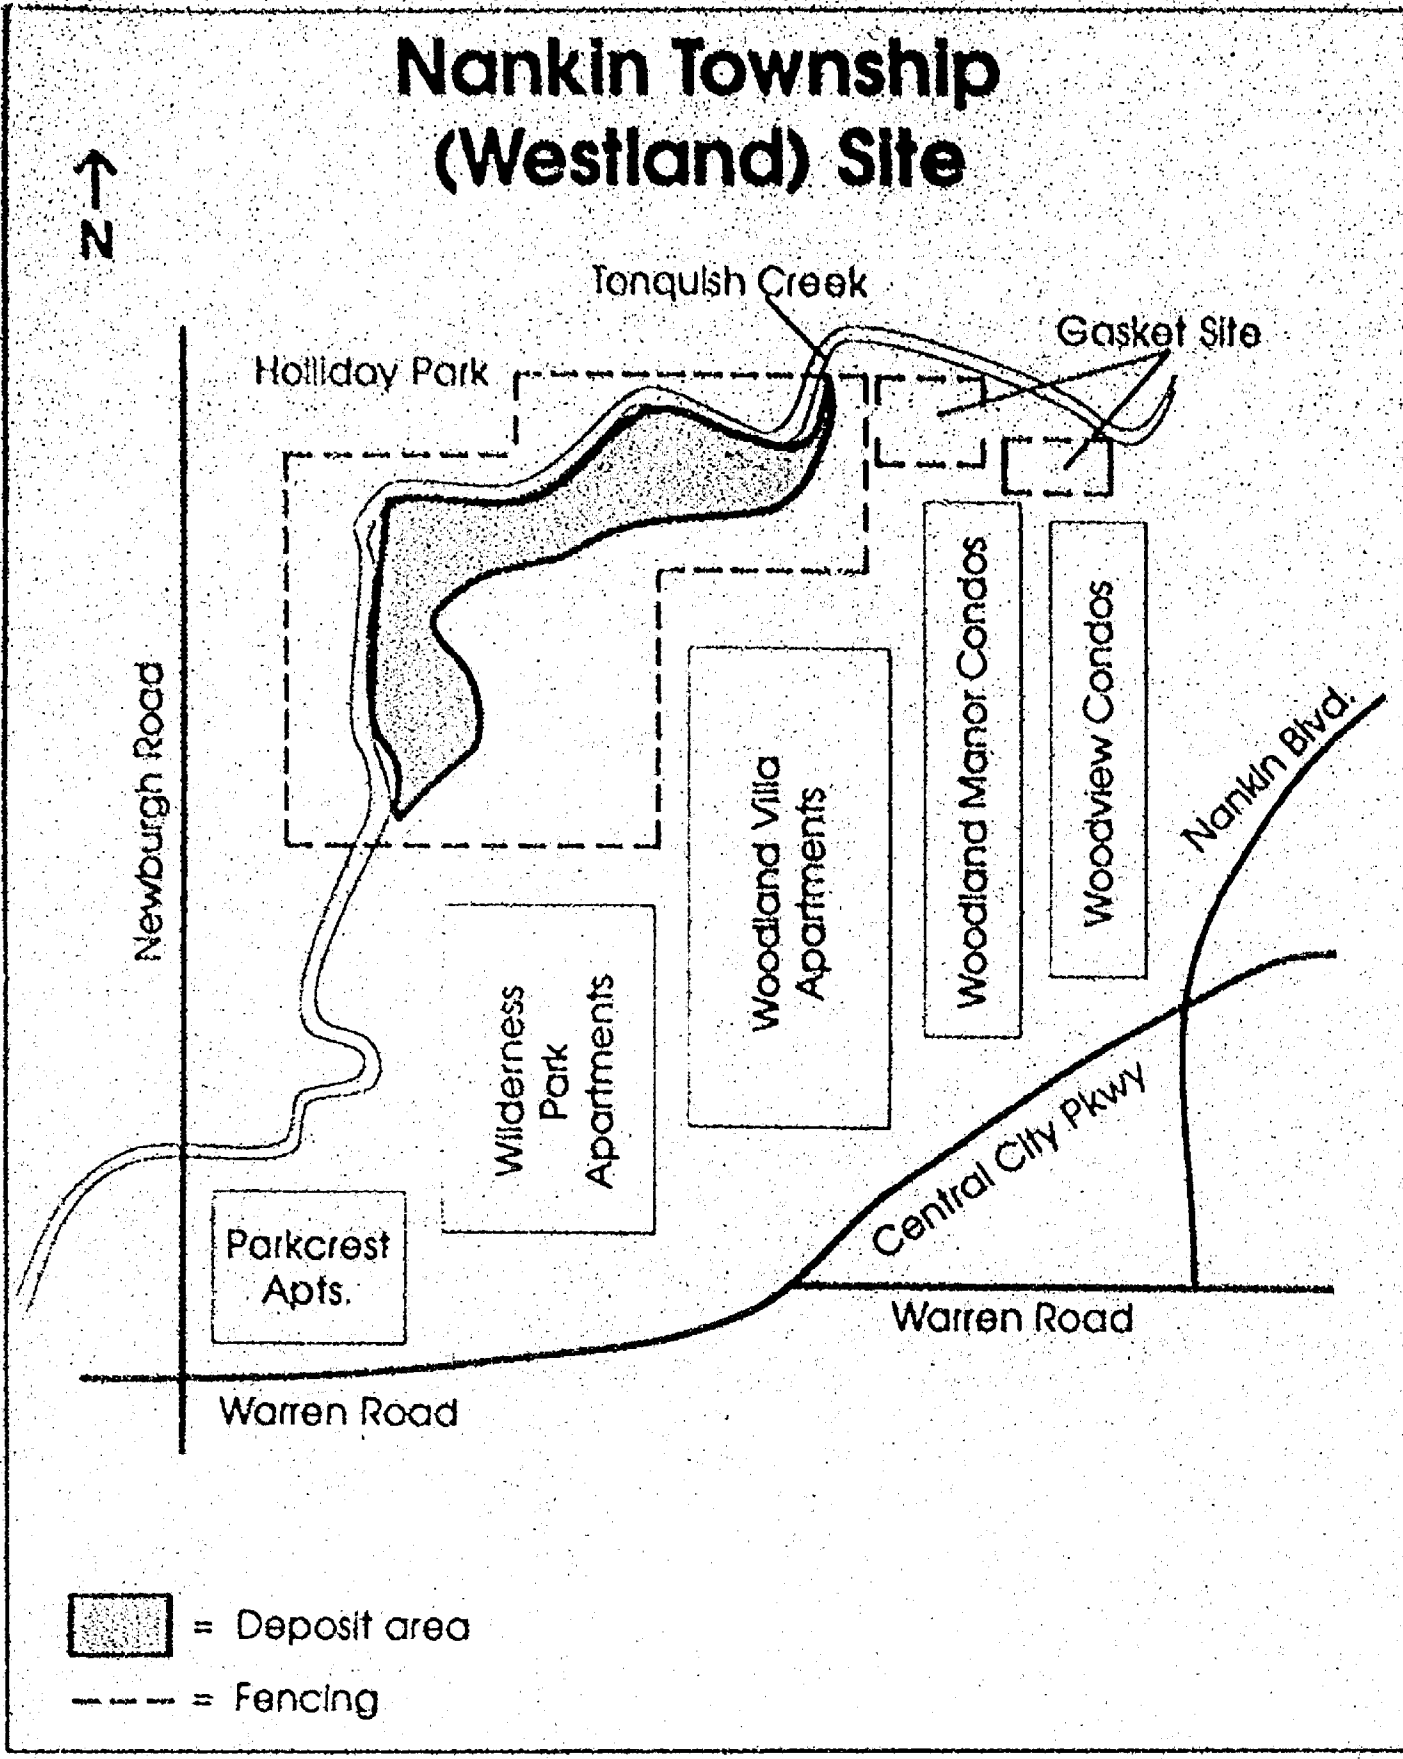 Nankin Township
(Westland) Site
N
Tonquish Creek
Gasket Site
Holliday Park
Newburgh Road
Woodland Manor Condos
Woodview Condos
Nankin Blvd.
Woodland Villa
Apartments
Wilderness
Park
Apartments
Central City Pkwy
Parkcrest
Apts.
Warren Road
Warren Road
= Deposit area
= Fencing